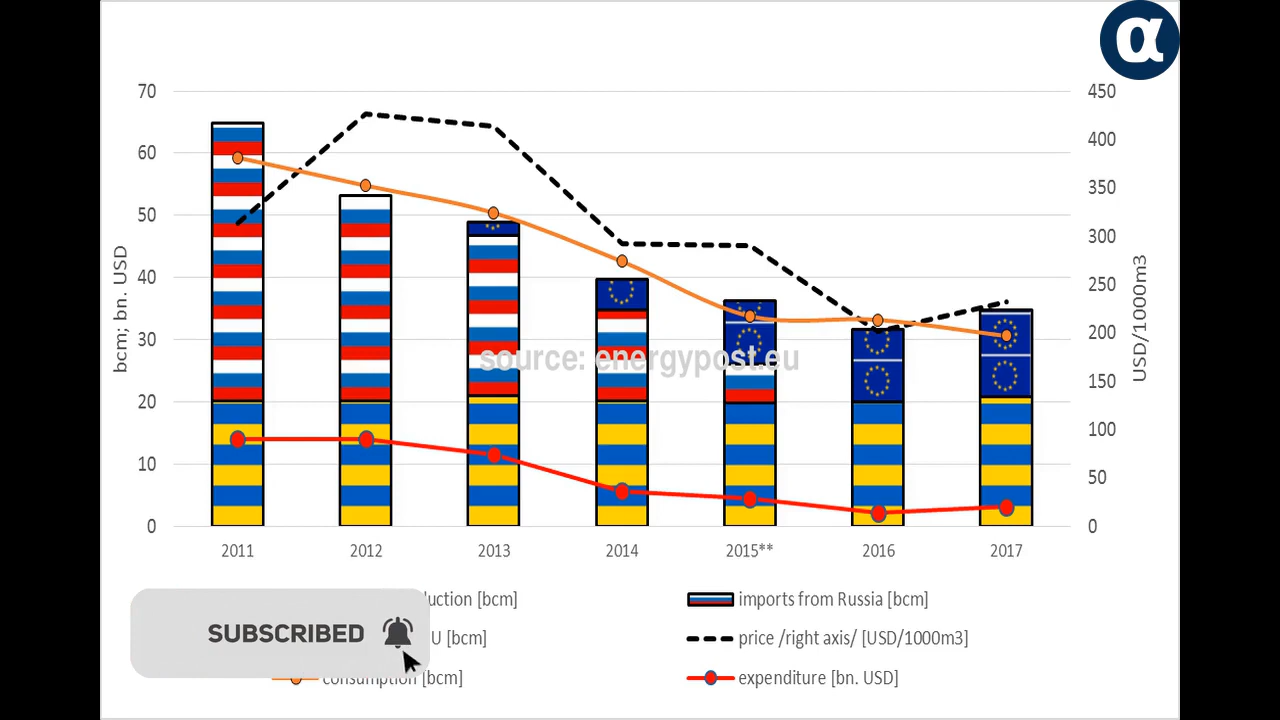 α
70
60
50
40
30
20
10
0
bcm; bn. USD
450
400
350
300
250
200
150
100
50
0
USD/1000m3
source: energypost.eu
2011 2012 2013 2014 2015** 2016 2017
[bcm] imports from Russia [bcm]
U [bcm] price /right axis/ [USD/1000m3]
consumption [bcm] expenditure [bn. USD]
SUBSCRIBED